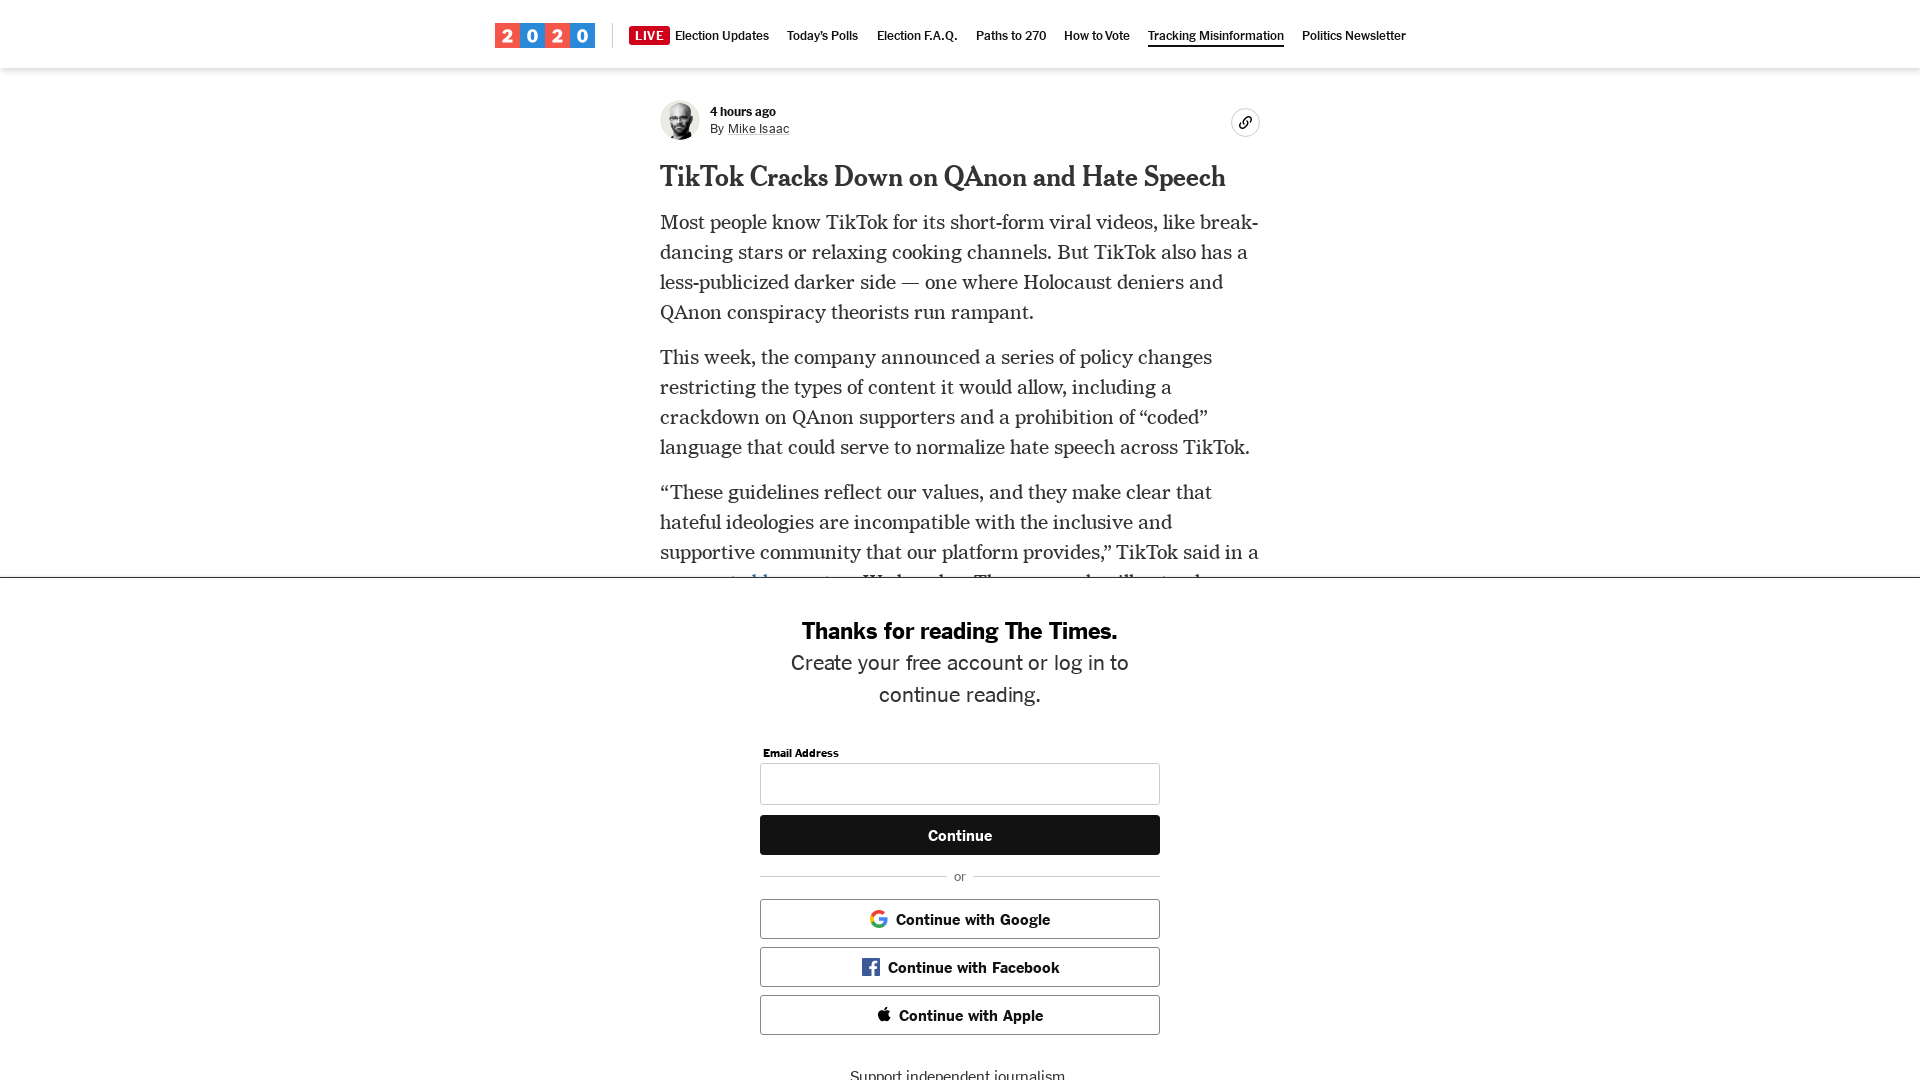 2020
LIVE Election Updates Today's Polls Election F.A.Q. Paths to 270 How to Vote Tracking Misinformation Politics Newsletter
4 hours ago
By Mike Isaac
TikTok Cracks Down on QAnon and Hate Speech
Most people know TikTok for its short-form viral videos, like break-
dancing stars or relaxing cooking channels. But TikTok also has a
less-publicized darker side — one where Holocaust deniers and
QAnon conspiracy theorists run rampant.
This week, the company announced a series of policy changes
restricting the types of content it would allow, including a
crackdown on QAnon supporters and a prohibition of “coded”
language that could serve to normalize hate speech across TikTok.
“These guidelines reflect our values, and they make clear that
hateful ideologies are incompatible with the inclusive and
supportive community that our platform provides,” TikTok said in a
Thanks for reading The Times.
Create your free account or log in to
continue reading.
Email Address
Continue
or
Continue with Google
Continue with Facebook
Continue with Apple
Support independent journalism